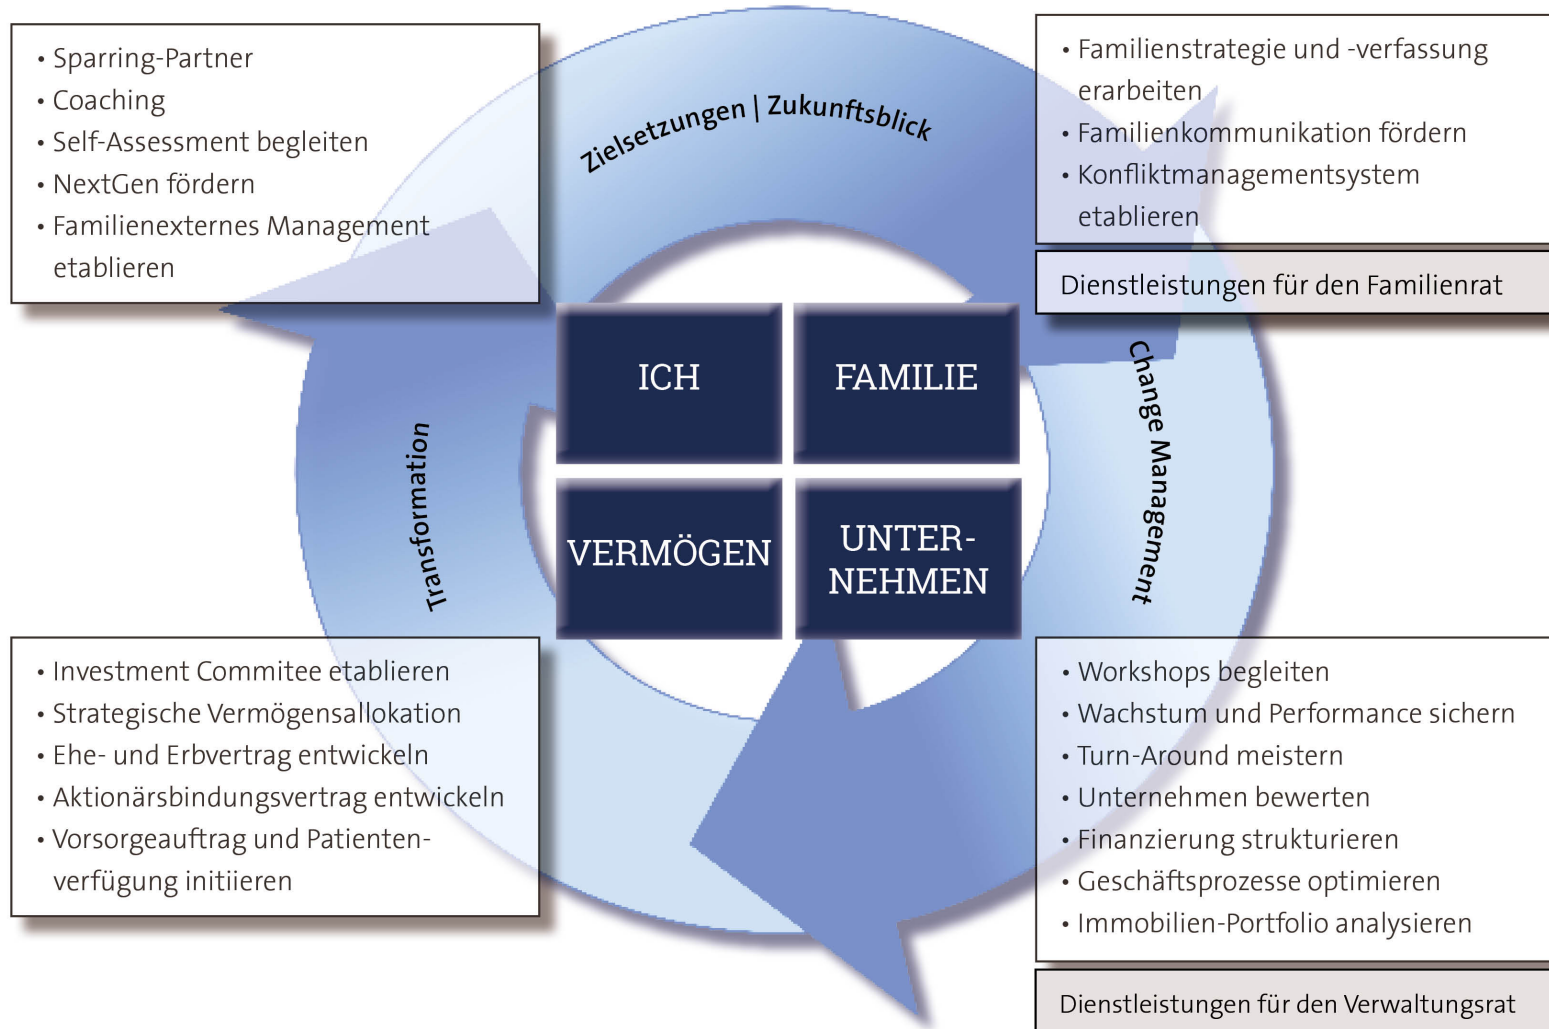 • Sparring-Partner
• Coaching
• Self-Assessment begleiten
• NextGen fördern
• Familienexternes Management
etablieren
Zielsetzungen | Zukunftsblick
• Familienstrategie und -verfassung
erarbeiten
• Familienkommunikation fördern
• Konfliktmanagementsystem
etablieren
Dienstleistungen für den Familienrat
ICH
FAMILIE
VERMÖGEN
UNTER-
NEHMEN
Transformation
Change Management
• Investment Commitee etablieren
• Strategische Vermögensallokation
• Ehe- und Erbvertrag entwickeln
• Aktionärsbindungsvertrag entwickeln
• Vorsorgeauftrag und Patienten-
verfügung initiieren
• Workshops begleiten
• Wachstum und Performance sichern
• Turn-Around meistern
• Unternehmen bewerten
• Finanzierung strukturieren
• Geschäftsprozesse optimieren
• Immobilien-Portfolio analysieren
Dienstleistungen für den Verwaltungsrat